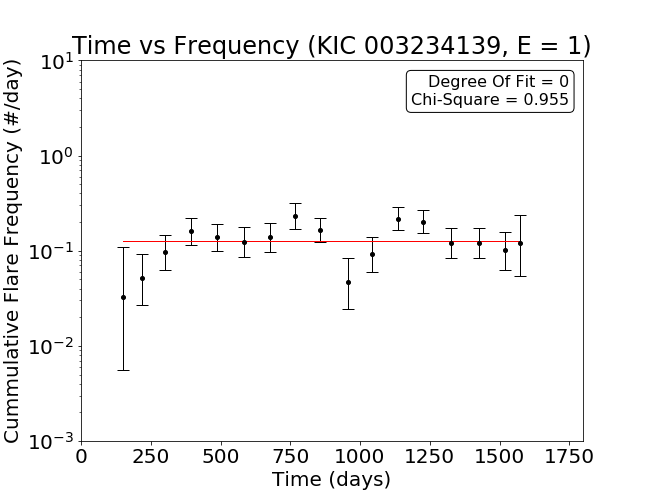 Time vs Frequency (KIC 003234139, E = 1)
Degree Of Fit = 0
Chi-Square = 0.955
Cummulative Flare Frequency (#/day)
10¹
10⁰
10⁻¹
10⁻²
10⁻³
0 250 500 750 1000 1250 1500 1750
Time (days)